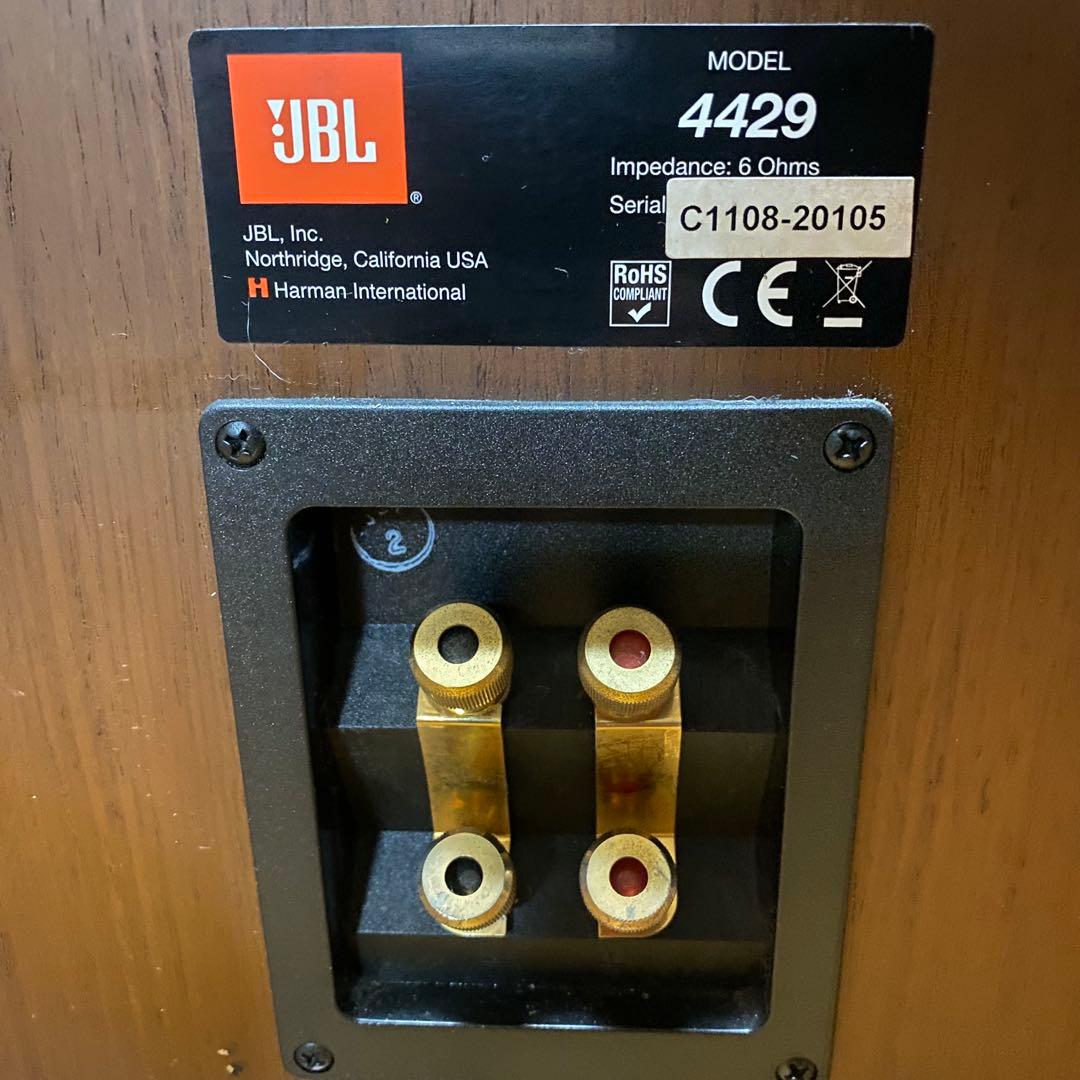 JBL
®
JBL, Inc.
Northridge, California USA
H Harman International
MODEL
4429
Impedance: 6 Ohms
Serial
C1108-20105
RoHS
COMPLIANT
CE
2